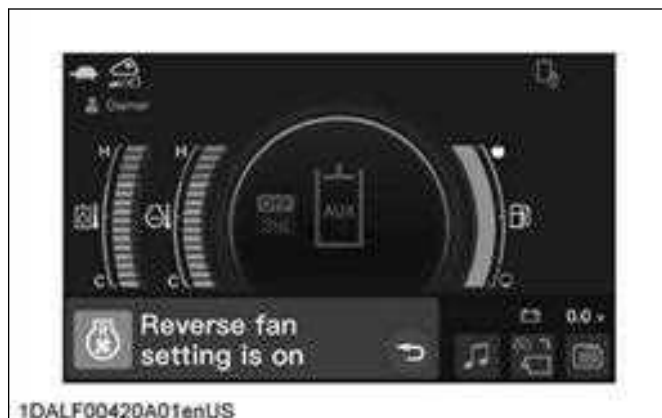 Owner
H
H
AUX
C
C
Reverse fan
setting is on
0.0 v
1DALF00420A01enUS